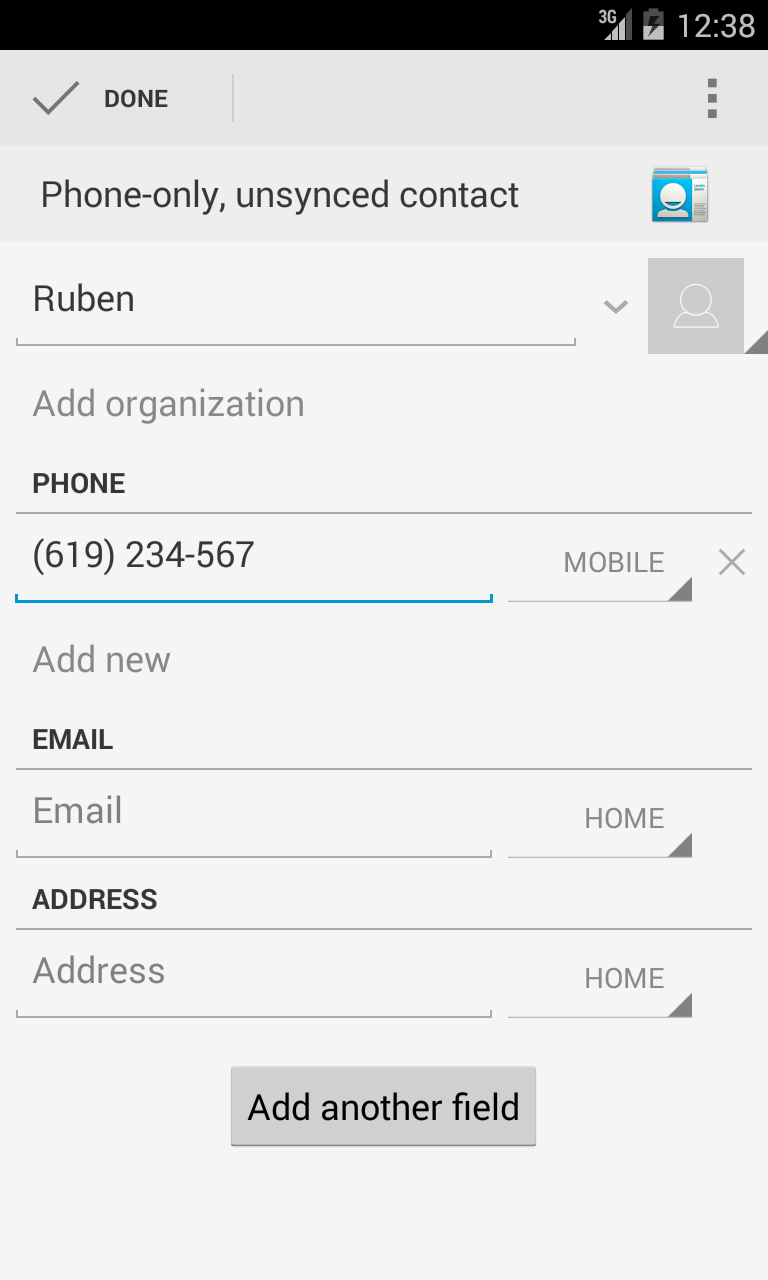 3G 12:38
DONE
Phone-only, unsynced contact
Ruben
Add organization
PHONE
(619) 234-567 MOBILE
Add new
EMAIL
Email HOME
ADDRESS
Address HOME
Add another field